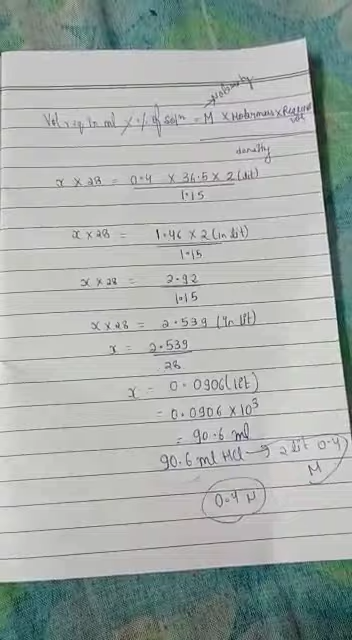 molarity
Vol req in ml × % of solⁿ = M × Molar mass × Required vol
density
x × 28 = 0.4 × 36.5 × 2 (lit)
1.15
x × 28 = 1.46 × 2 (in lit)
1.15
x × 28 = 2.92
1.15
x × 28 = 2.539 (in lit)
x = 2.539
28
x = 0.0906 (lit)
= 0.0906 × 10³
= 90.6 ml
90.6 ml HCl → 2 lit 0.4
M
0.4 M